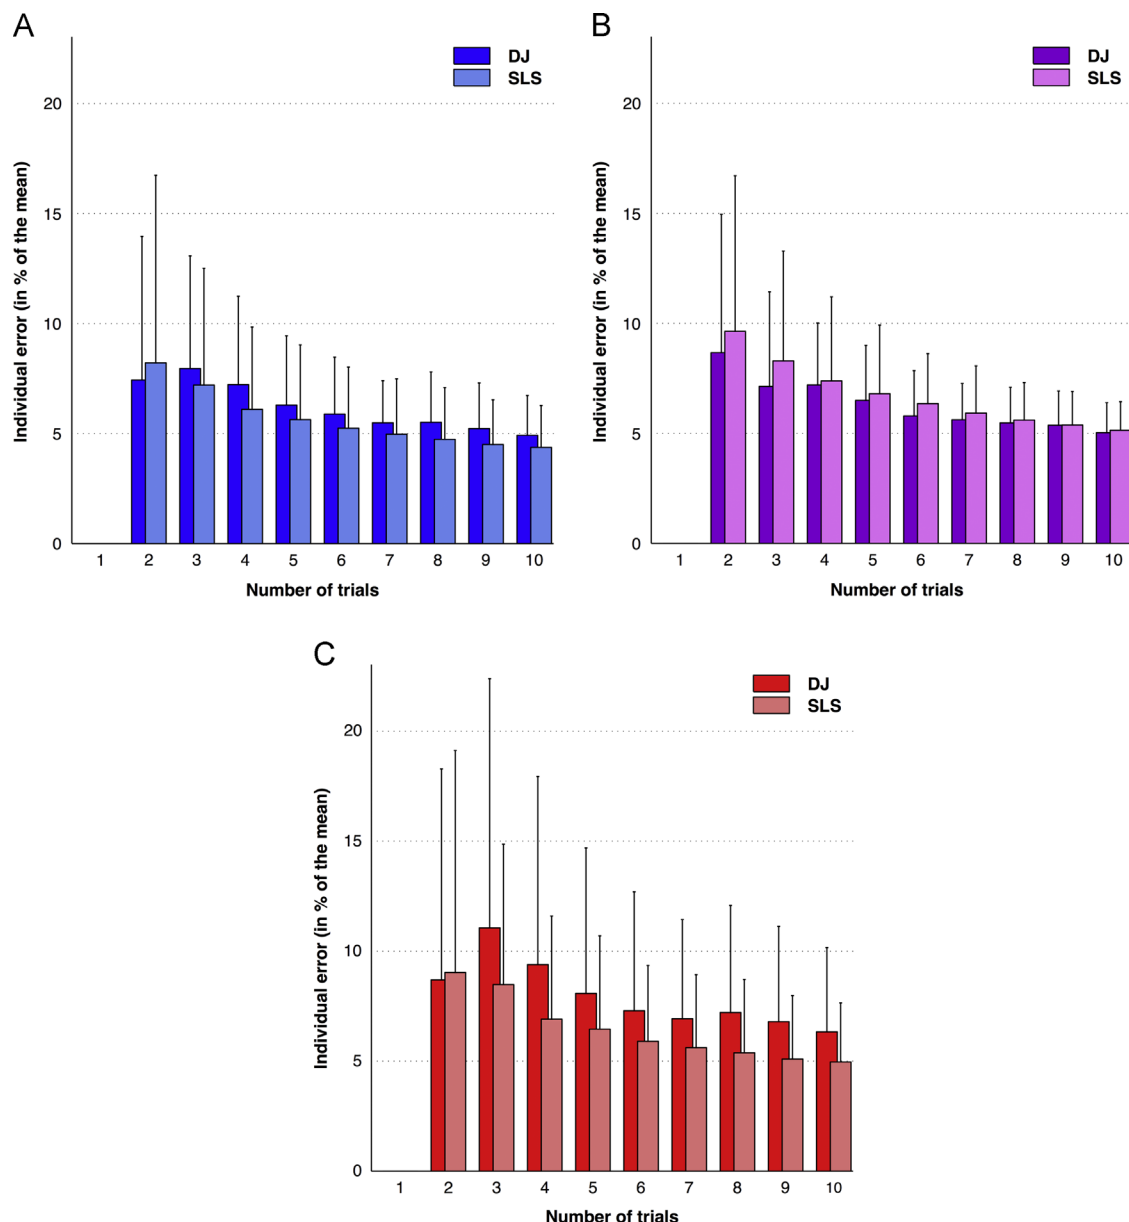 A
DJ
SLS
20
15
10
5
0
Individual error (in % of the mean)
1 2 3 4 5 6 7 8 9 10
Number of trials
B
DJ
SLS
20
15
10
5
0
Individual error (in % of the mean)
1 2 3 4 5 6 7 8 9 10
Number of trials
C
DJ
SLS
20
15
10
5
0
Individual error (in % of the mean)
1 2 3 4 5 6 7 8 9 10
Number of trials